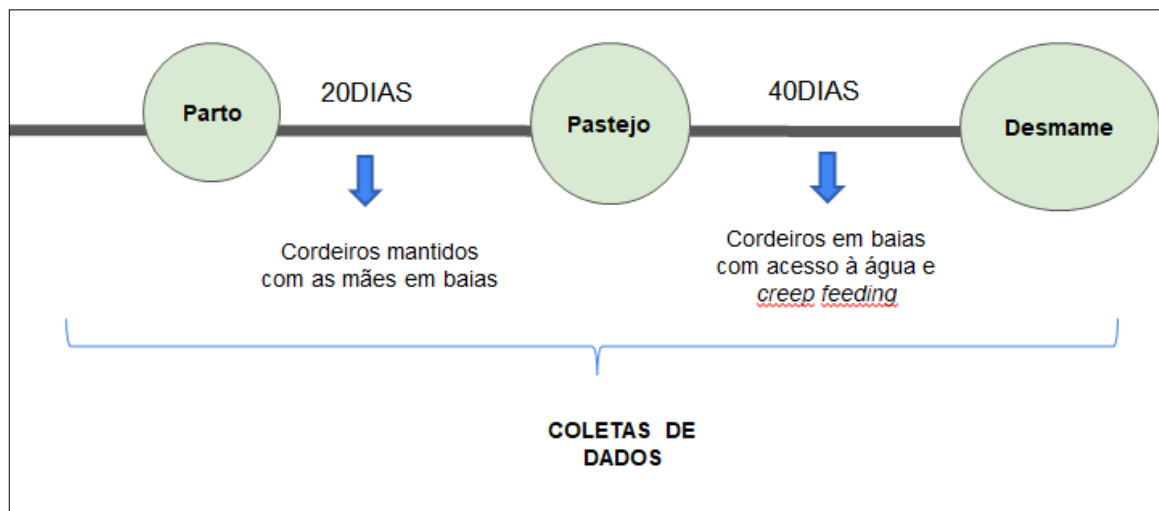 Parto
20DIAS
Pastejo
40DIAS
Desmame
Cordeiros mantidos
com as mães em baias
Cordeiros em baias
com acesso à água e
creep feeding
COLETAS DE
DADOS